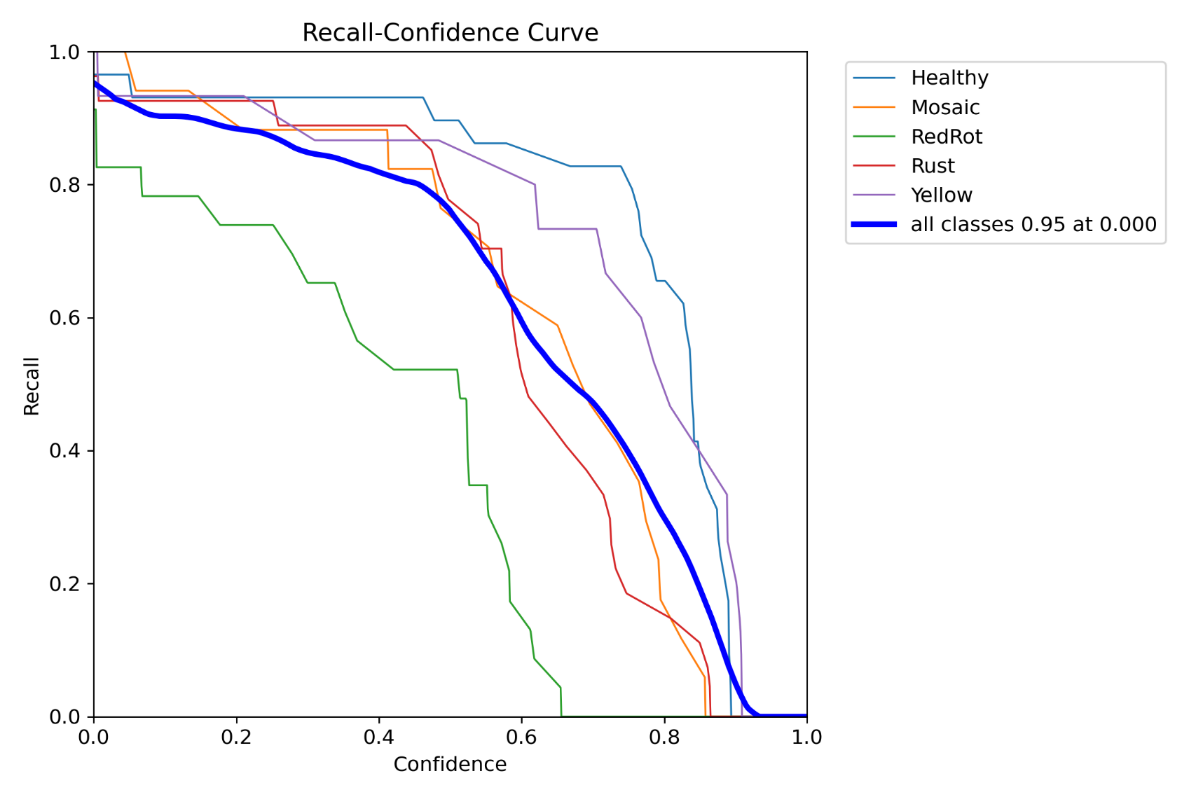 Recall-Confidence Curve
1.0
0.8
0.6
0.4
0.2
0.0
Recall
0.0 0.2 0.4 0.6 0.8 1.0
Confidence
Healthy
Mosaic
RedRot
Rust
Yellow
all classes 0.95 at 0.000